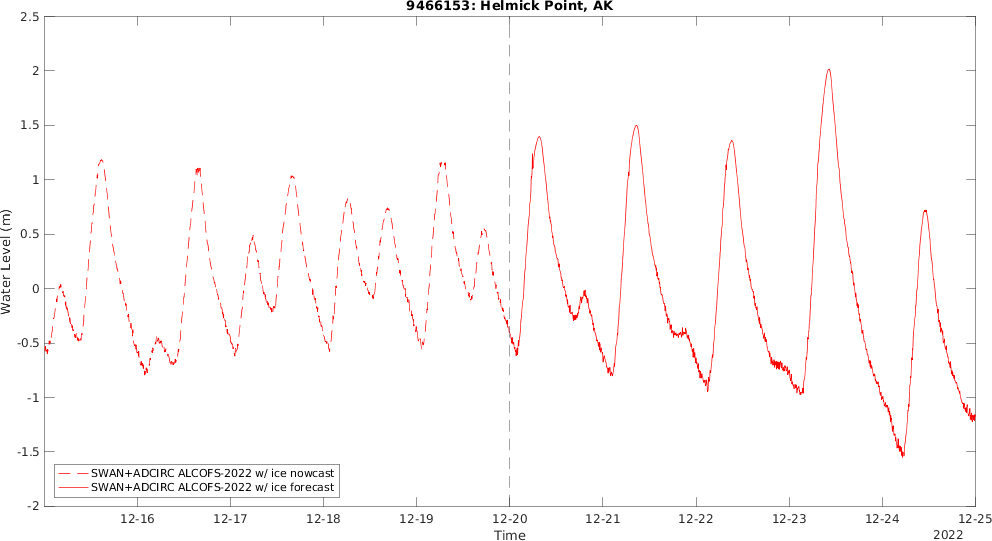 9466153: Helmick Point, AK
2.5
2
1.5
1
0.5
0
-0.5
-1
-1.5
-2
Water Level (m)
SWAN+ADCIRC ALCOFS-2022 w/ ice nowcast
SWAN+ADCIRC ALCOFS-2022 w/ ice forecast
12-16 12-17 12-18 12-19 12-20 12-21 12-22 12-23 12-24 12-25
Time
2022